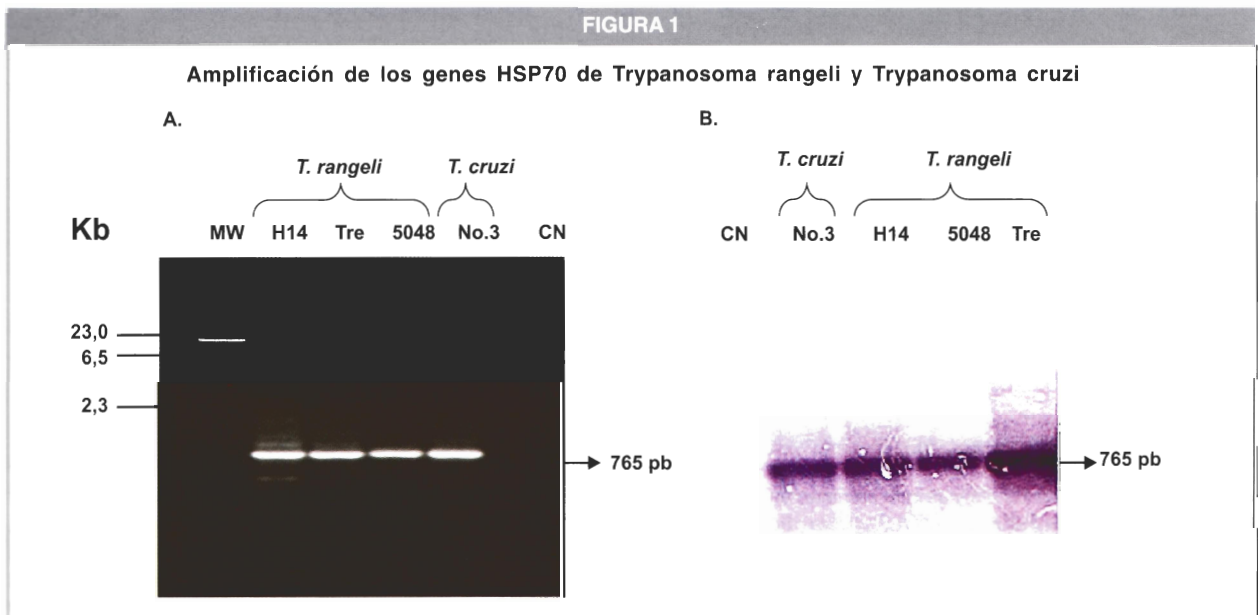 FIGURA 1
Amplificación de los genes HSP70 de Trypanosoma rangeli y Trypanosoma cruzi
A.
T. rangeli T. cruzi
Kb MW H14 Tre 5048 No.3 CN
23,0
6,5
2,3
765 pb
B.
T. cruzi T. rangeli
CN No.3 H14 5048 Tre
765 pb